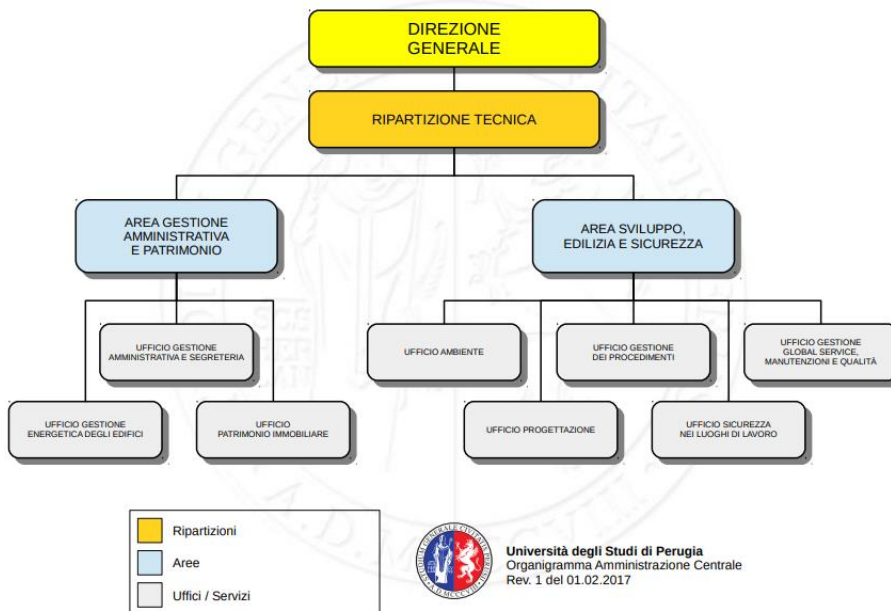 DIREZIONE
GENERALE
RIPARTIZIONE TECNICA
AREA GESTIONE
AMMINISTRATIVA
E PATRIMONIO
AREA SVILUPPO,
EDILIZIA E SICUREZZA
UFFICIO GESTIONE
AMMINISTRATIVA E SEGRETERIA
UFFICIO AMBIENTE
UFFICIO GESTIONE
DEI PROCEDIMENTI
UFFICIO GESTIONE
GLOBAL SERVICE,
MANUTENZIONI E QUALITÀ
UFFICIO GESTIONE
ENERGETICA DEGLI EDIFICI
UFFICIO
PATRIMONIO IMMOBILIARE
UFFICIO PROGETTAZIONE
UFFICIO SICUREZZA
NEI LUOGHI DI LAVORO
Ripartizioni
Aree
Uffici / Servizi
Università degli Studi di Perugia
Organigramma Amministrazione Centrale
Rev. 1 del 01.02.2017